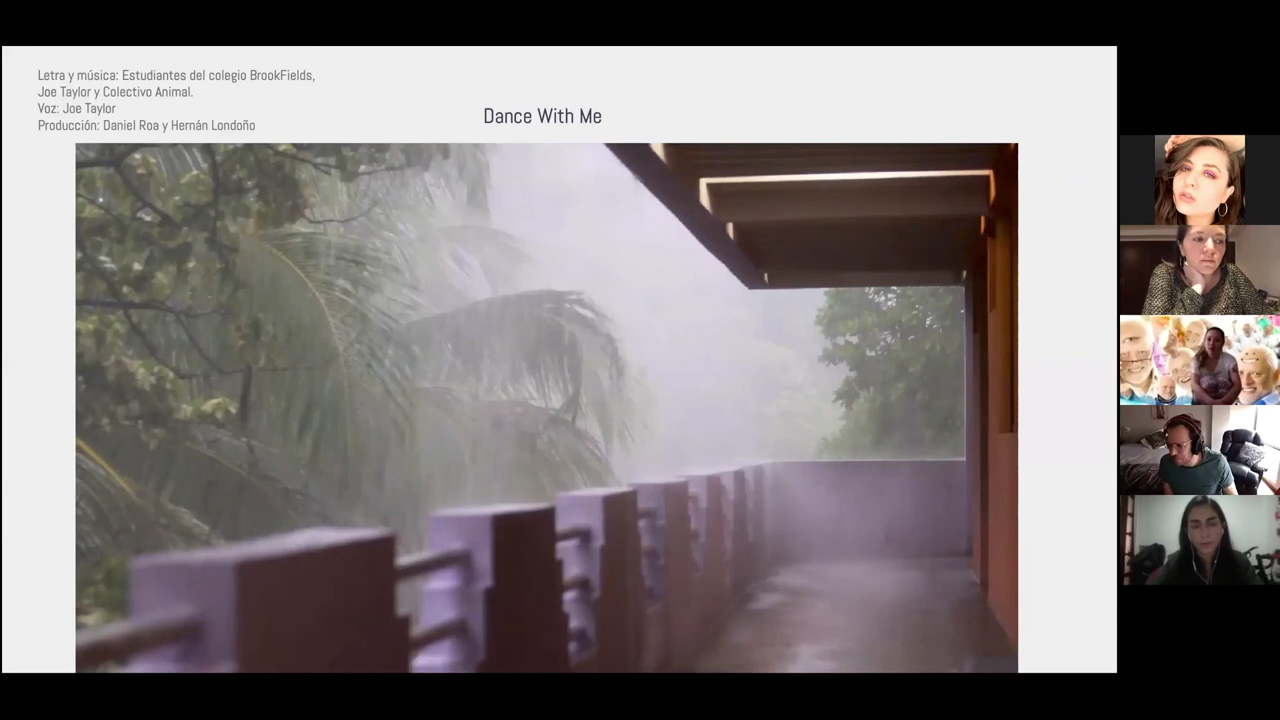 Letra y música: Estudiantes del colegio BrookFields,
Joe Taylor y Colectivo Animal.
Voz: Joe Taylor
Producción: Daniel Roa y Hernán Londoño
Dance With Me